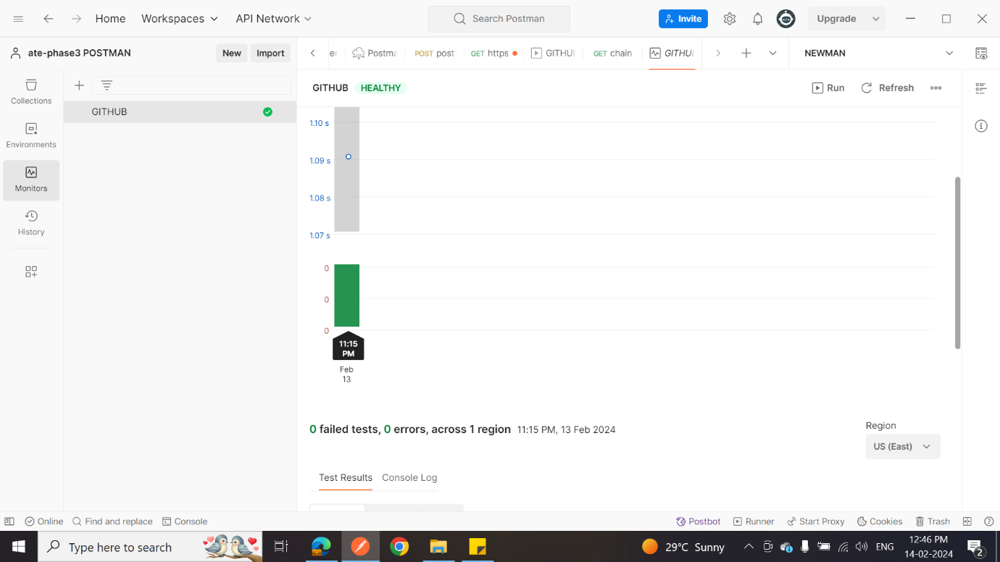 Home Workspaces API Network Search Postman Invite Upgrade
ate-phase3 POSTMAN New Import
er Postma POST post GET https GITHU GET chain GITHU NEWMAN
GITHUB HEALTHY Run Refresh
Collections
Environments
Monitors
History
GITHUB
1.10 s
1.09 s
1.08 s
1.07 s
0
0
0
11:15
PM
Feb
13
0 failed tests, 0 errors, across 1 region 11:15 PM, 13 Feb 2024
Region
US (East)
Test Results Console Log
Online Find and replace Console Postbot Runner Start Proxy Cookies Trash
Type here to search 29°C Sunny ENG 12:46 PM
14-02-2024
2